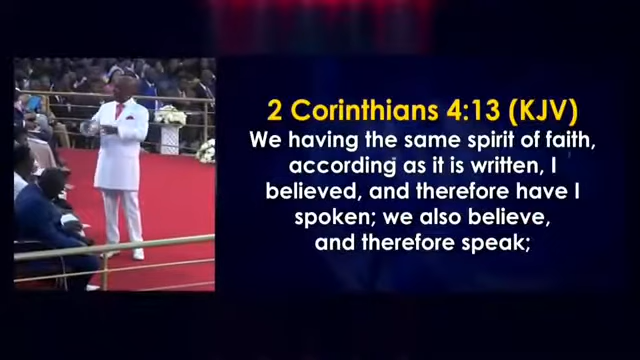 2 Corinthians 4:13 (KJV)
We having the same spirit of faith,
according as it is written, I
believed, and therefore have I
spoken; we also believe,
and therefore speak;